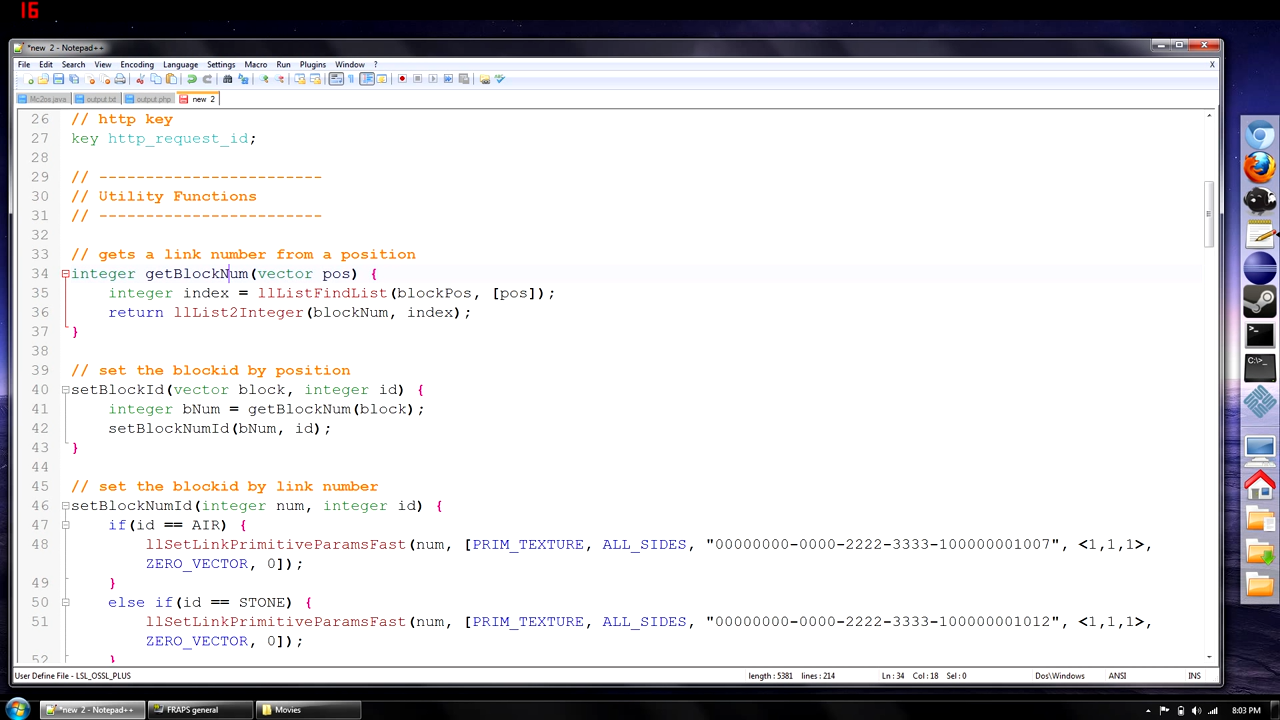 16
*new 2 - Notepad++
File Edit Search View Encoding Language Settings Macro Run Plugins Window ? X
Mc2os.java output.txt output.php new 2
26 // http key
27 key http_request_id;
28
29 // ------------------------
30 // Utility Functions
31 // ------------------------
32
33 // gets a link number from a position
34 integer getBlockNum(vector pos) {
35 integer index = llListFindList(blockPos, [pos]);
36 return llList2Integer(blockNum, index);
37 }
38
39 // set the blockid by position
40 setBlockId(vector block, integer id) {
41 integer bNum = getBlockNum(block);
42 setBlockNumId(bNum, id);
43 }
44
45 // set the blockid by link number
46 setBlockNumId(integer num, integer id) {
47 if(id == AIR) {
48 llSetLinkPrimitiveParamsFast(num, [PRIM_TEXTURE, ALL_SIDES, "00000000-0000-2222-3333-100000001007", <1,1,1>,
ZERO_VECTOR, 0]);
49 }
50 else if(id == STONE) {
51 llSetLinkPrimitiveParamsFast(num, [PRIM_TEXTURE, ALL_SIDES, "00000000-0000-2222-3333-100000001012", <1,1,1>,
ZERO_VECTOR, 0]);
52 }
User Define File - LSL_OSSL_PLUS length : 5381 lines : 214 Ln : 34 Col : 18 Sel : 0 Dos\Windows ANSI INS
*new 2 - Notepad++ FRAPS general Movies 8:03 PM
C:\>_